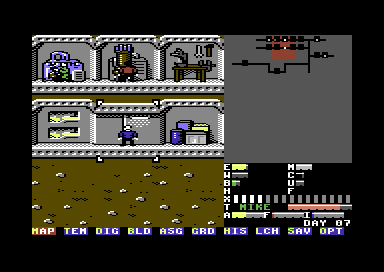 E M
W C
H U
H F
X
T MIKE
A F I
DAY 07
MAP TEM DIG BLD ASG GRD HIS LCH SAV OPT